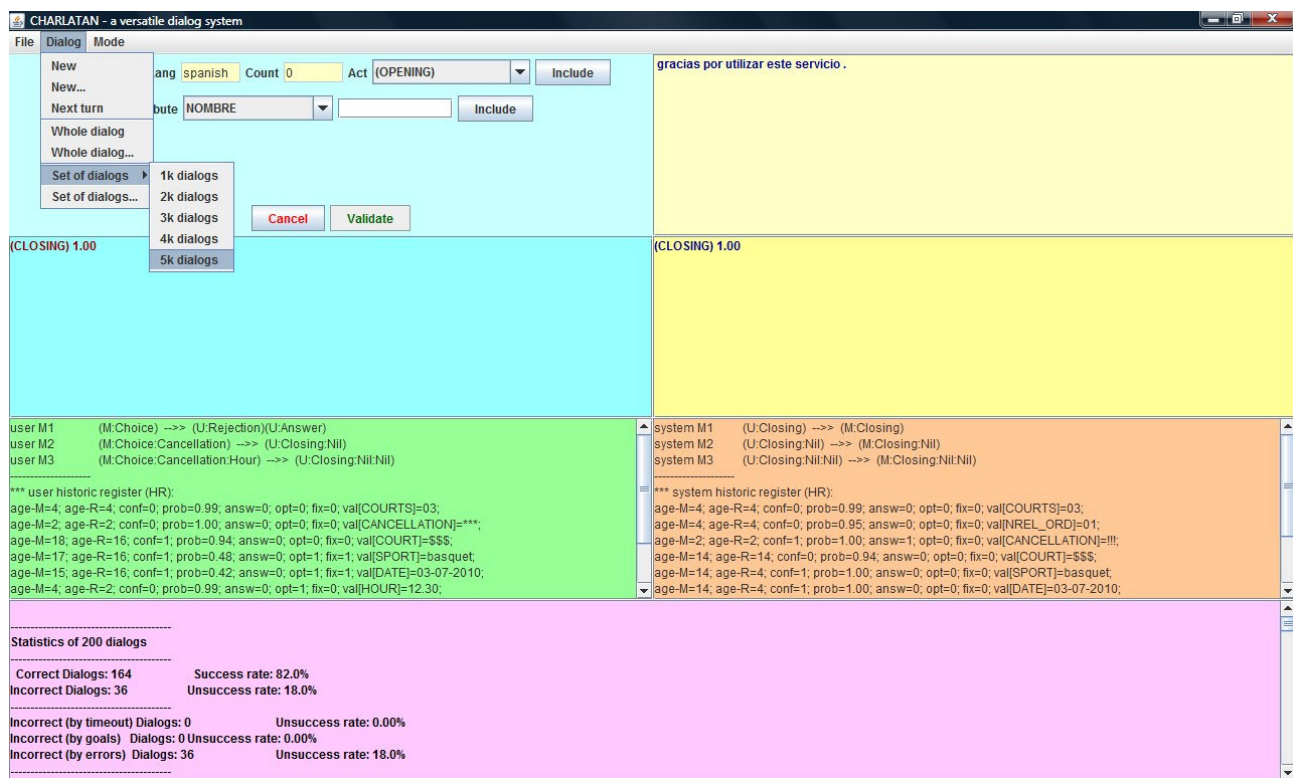 CHARLATAN - a versatile dialog system
File Dialog Mode
New
New...
Next turn
Whole dialog
Whole dialog...
Set of dialogs
Set of dialogs...
1k dialogs
2k dialogs
3k dialogs
4k dialogs
5k dialogs
ang spanish Count 0 Act (OPENING) Include
bute NOMBRE Include
Cancel Validate
gracias por utilizar este servicio .
(CLOSING) 1.00
(CLOSING) 1.00
user M1 (M:Choice) -->> (U:Rejection)(U:Answer)
user M2 (M:Choice:Cancellation) -->> (U:Closing:Nil)
user M3 (M:Choice:Cancellation:Hour) -->> (U:Closing:Nil:Nil)
--------------------
*** user historic register (HR):
age-M=4; age-R=4; conf=0; prob=0.99; answ=0; opt=0; fix=0; val[COURTS]=03;
age-M=2; age-R=2; conf=0; prob=1.00; answ=0; opt=0; fix=0; val[CANCELLATION]=***;
age-M=18; age-R=16; conf=1; prob=0.94; answ=0; opt=0; fix=0; val[COURT]=$$$;
age-M=17; age-R=16; conf=1; prob=0.48; answ=0; opt=1; fix=1; val[SPORT]=basquet;
age-M=15; age-R=16; conf=1; prob=0.42; answ=0; opt=1; fix=1; val[DATE]=03-07-2010;
age-M=4; age-R=2; conf=0; prob=0.99; answ=0; opt=1; fix=0; val[HOUR]=12.30;
system M1 (U:Closing) -->> (M:Closing)
system M2 (U:Closing:Nil) -->> (M:Closing:Nil)
system M3 (U:Closing:Nil:Nil) -->> (M:Closing:Nil:Nil)
--------------------
*** system historic register (HR):
age-M=4; age-R=4; conf=0; prob=0.99; answ=0; opt=0; fix=0; val[COURTS]=03;
age-M=4; age-R=4; conf=0; prob=0.95; answ=0; opt=0; fix=0; val[NREL_ORD]=01;
age-M=2; age-R=2; conf=1; prob=1.00; answ=1; opt=0; fix=0; val[CANCELLATION]=!!!;
age-M=14; age-R=14; conf=0; prob=0.94; answ=0; opt=0; fix=0; val[COURT]=$$$;
age-M=14; age-R=4; conf=1; prob=1.00; answ=0; opt=0; fix=0; val[SPORT]=basquet;
age-M=14; age-R=4; conf=1; prob=1.00; answ=0; opt=0; fix=0; val[DATE]=03-07-2010;
----------------------------------------
Statistics of 200 dialogs
----------------------------------------
Correct Dialogs: 164 Success rate: 82.0%
Incorrect Dialogs: 36 Unsuccess rate: 18.0%
----------------------------------------
Incorrect (by timeout) Dialogs: 0 Unsuccess rate: 0.00%
Incorrect (by goals) Dialogs: 0 Unsuccess rate: 0.00%
Incorrect (by errors) Dialogs: 36 Unsuccess rate: 18.0%
----------------------------------------